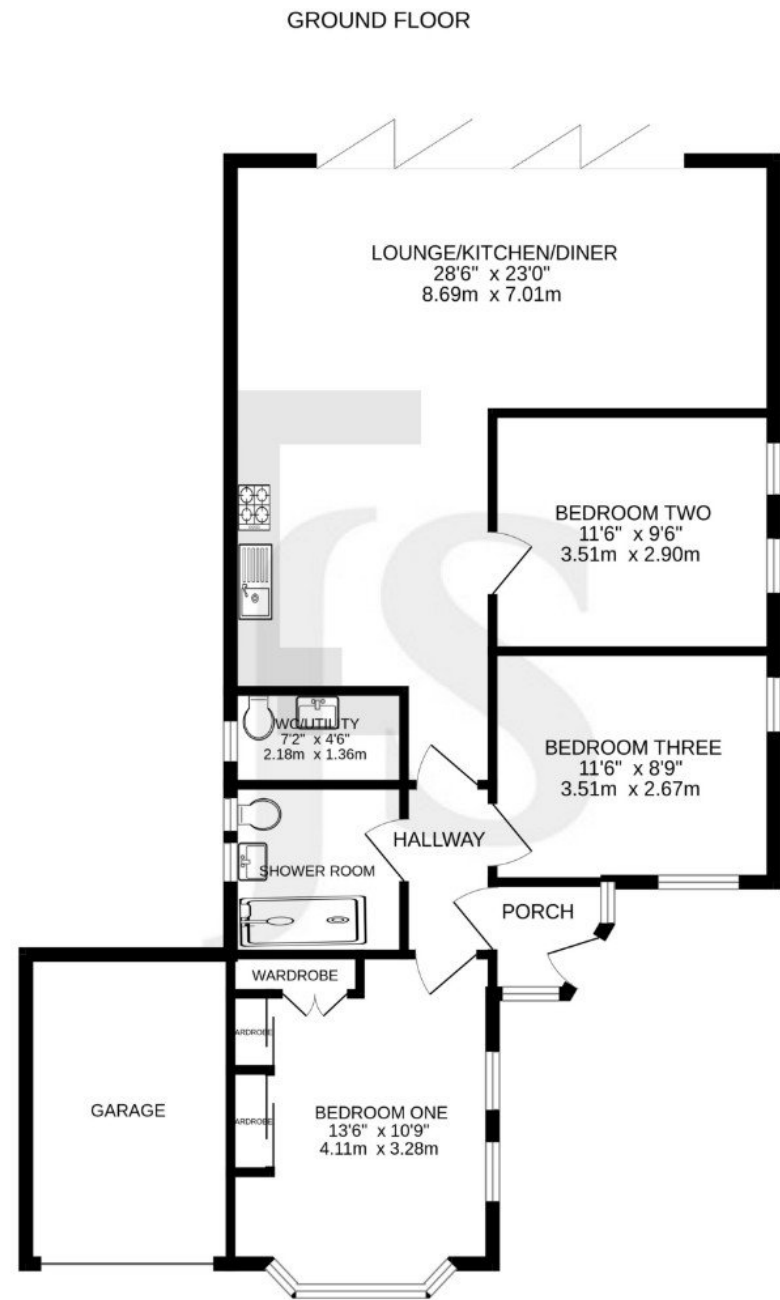 GROUND FLOOR
LOUNGE/KITCHEN/DINER
28'6" x 23'0"
8.69m x 7.01m
BEDROOM TWO
11'6" x 9'6"
3.51m x 2.90m
WC/UTILITY
7'2" x 4'6"
2.18m x 1.36m
BEDROOM THREE
11'6" x 8'9"
3.51m x 2.67m
HALLWAY
SHOWER ROOM
PORCH
WARDROBE
ARDROBE
GARAGE
ARDROBE
BEDROOM ONE
13'6" x 10'9"
4.11m x 3.28m